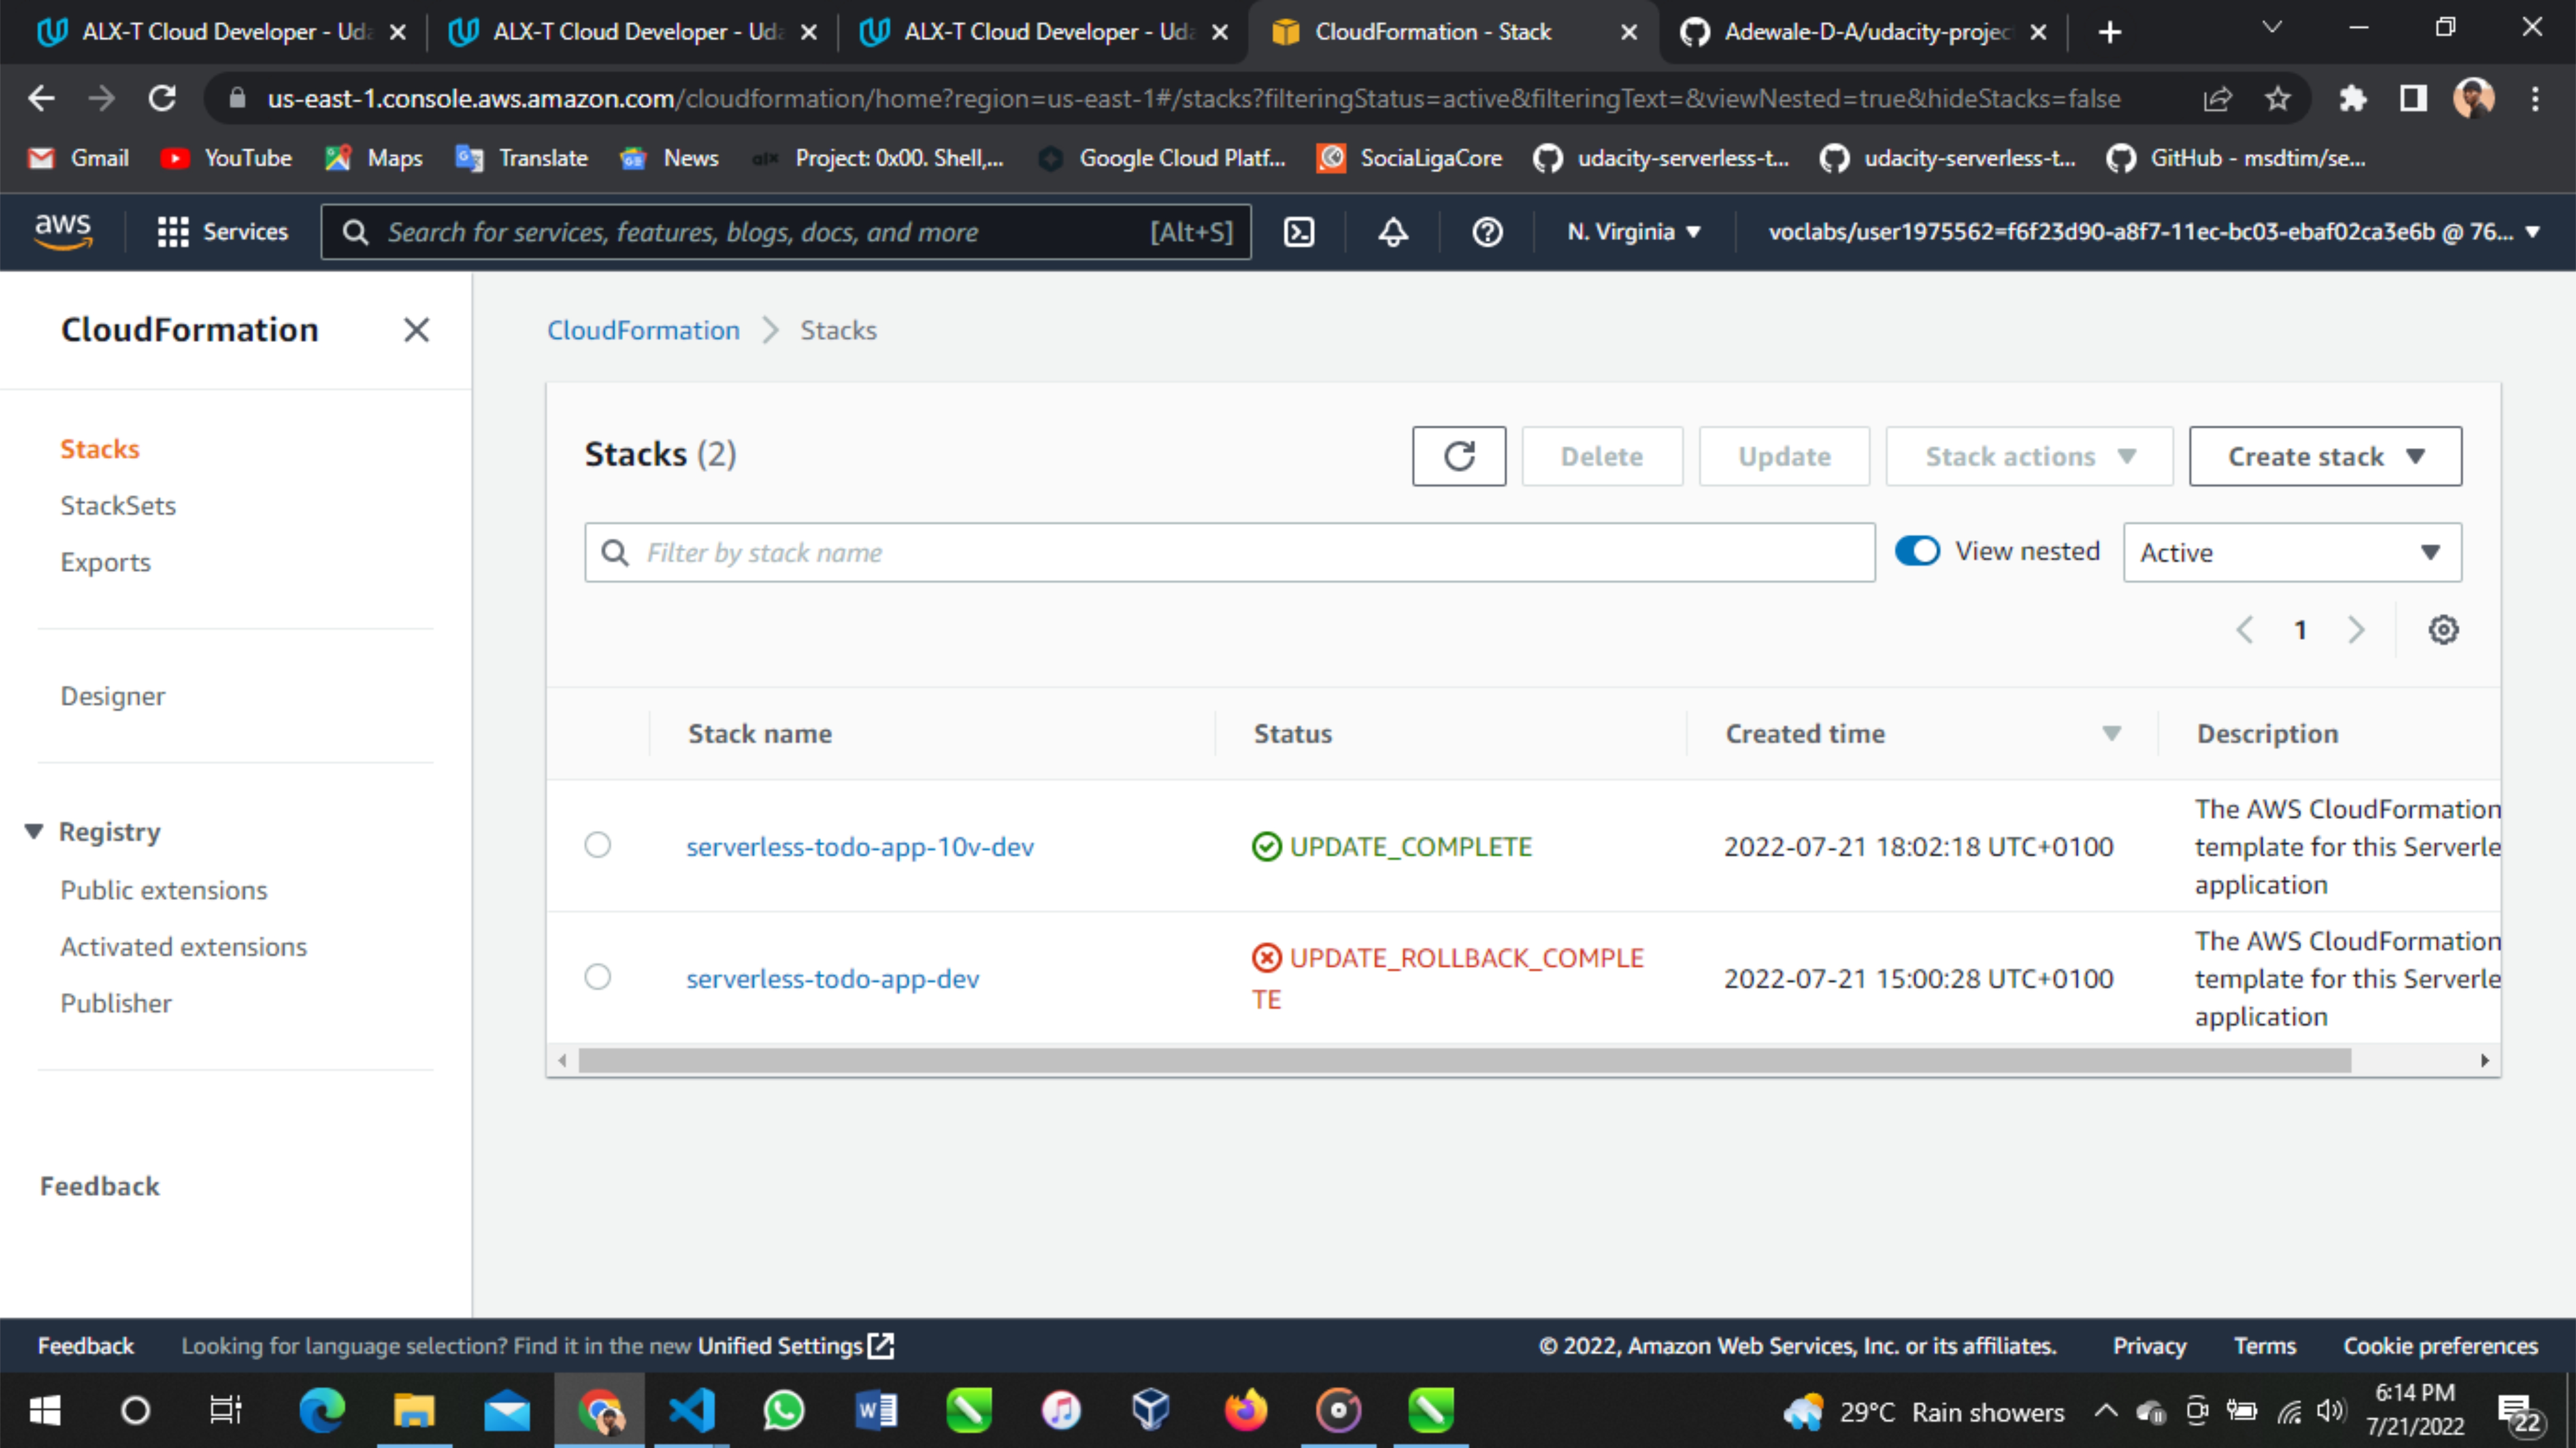 ALX-T Cloud Developer - Uda
ALX-T Cloud Developer - Uda
ALX-T Cloud Developer - Uda
CloudFormation - Stack
Adewale-D-A/udacity-projec
us-east-1.console.aws.amazon.com/cloudformation/home?region=us-east-1#/stacks?filteringStatus=active&filteringText=&viewNested=true&hideStacks=false
Gmail
YouTube
Maps
Translate
News
alx
Project: 0x00. Shell,...
Google Cloud Platf...
SociaLigaCore
udacity-serverless-t...
udacity-serverless-t...
GitHub - msdtim/se...
aws
Services
Search for services, features, blogs, docs, and more
[Alt+S]
N. Virginia
voclabs/user1975562=f6f23d90-a8f7-11ec-bc03-ebaf02ca3e6b @ 76...
CloudFormation
Stacks
StackSets
Exports
Designer
Registry
Public extensions
Activated extensions
Publisher
Feedback
CloudFormation
Stacks
Stacks (2)
Delete
Update
Stack actions
Create stack
Filter by stack name
View nested
Active
1
Stack name
Status
Created time
Description
serverless-todo-app-10v-dev
UPDATE_COMPLETE
2022-07-21 18:02:18 UTC+0100
The AWS CloudFormation
template for this Serverle
application
serverless-todo-app-dev
UPDATE_ROLLBACK_COMPLE
TE
2022-07-21 15:00:28 UTC+0100
The AWS CloudFormation
template for this Serverle
application
Feedback
Looking for language selection? Find it in the new Unified Settings
© 2022, Amazon Web Services, Inc. or its affiliates.
Privacy
Terms
Cookie preferences
29°C Rain showers
6:14 PM
7/21/2022
22